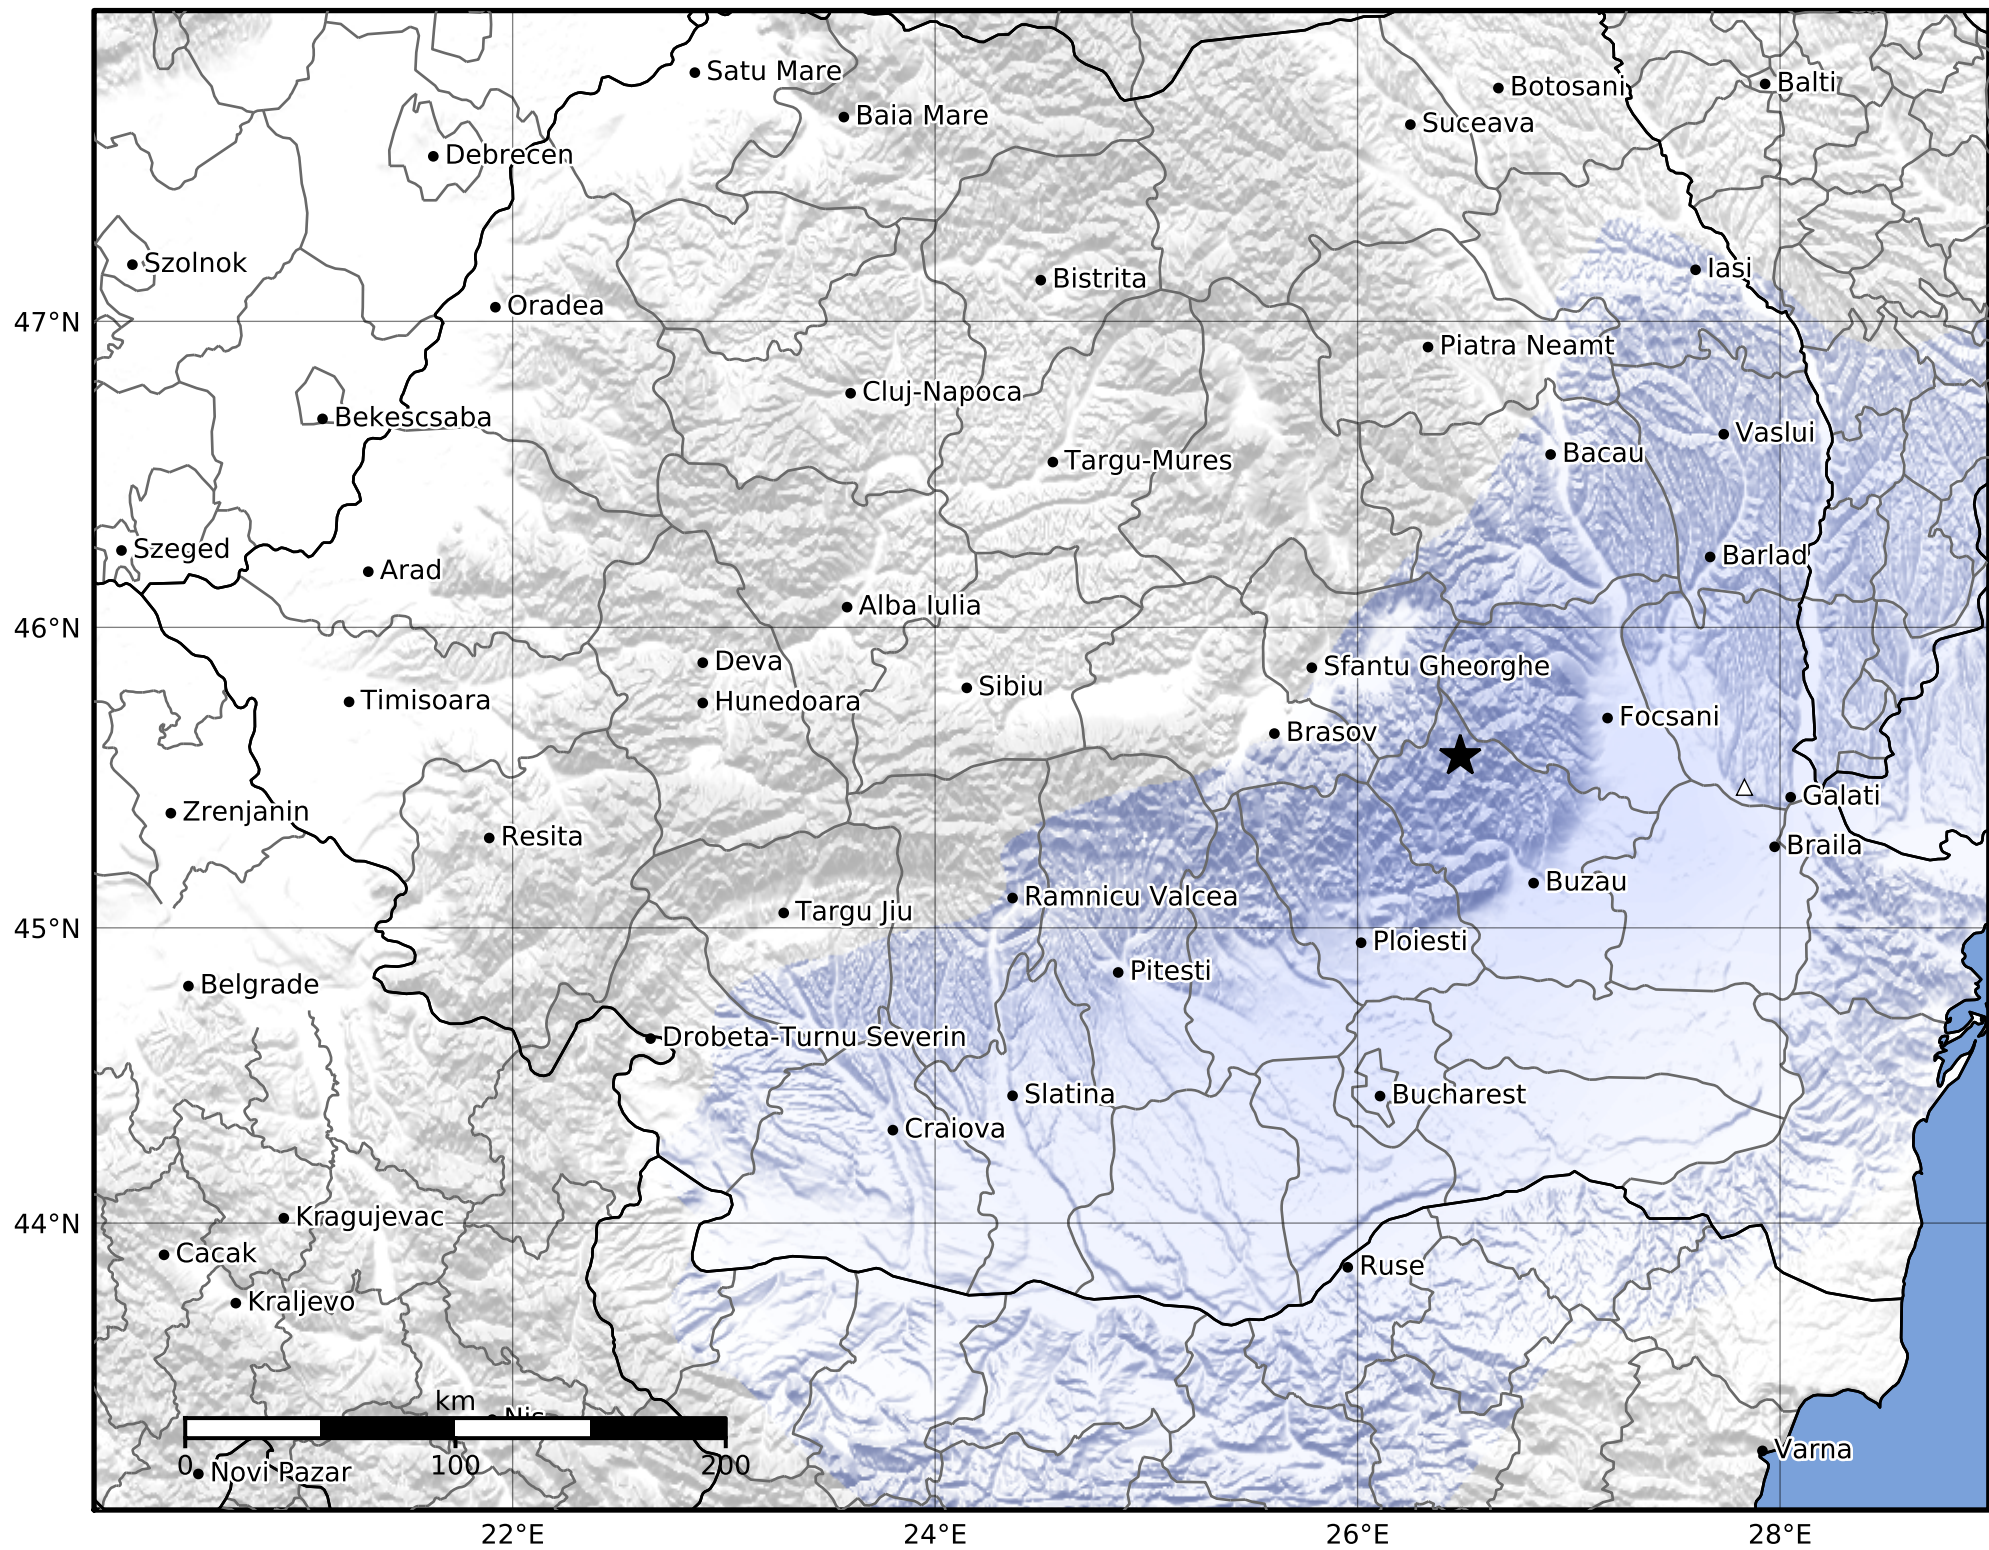 Satu Mare
Botosani
Balti
Baia Mare
Suceava
Debrecen
Szolnok
Iasi
Bistrita
Oradea
47°N
Piatra Neamt
Cluj-Napoca
Bekescsaba
Vaslui
Bacau
Targu-Mures
Szeged
Barlad
Arad
Alba Iulia
46°N
Deva
Sfantu Gheorghe
Sibiu
Timisoara
Hunedoara
Focsani
Brasov
Galati
Zrenjanin
Resita
Braila
Buzau
Ramnicu Valcea
Targu Jiu
45°N
Ploiesti
Pitesti
Belgrade
Drobeta-Turnu Severin
Slatina
Bucharest
Craiova
Kragujevac
44°N
Cacak
Ruse
Kraljevo
km
Nis
Varna
0 100 200
Novi Pazar
22°E 24°E 26°E 28°E